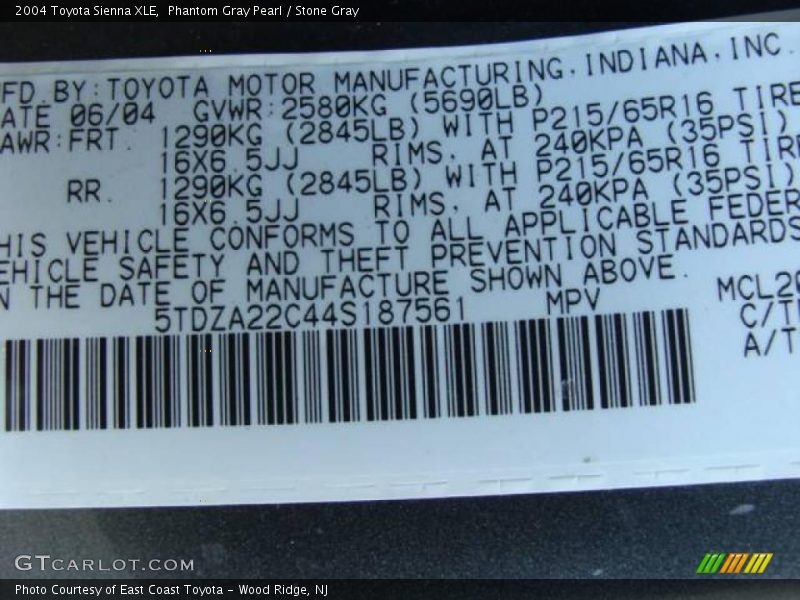 2004 Toyota Sienna XLE,  Phantom Gray Pearl / Stone Gray
FD BY:TOYOTA MOTOR MANUFACTURING,INDIANA,INC.
ATE 06/04 GVWR:2580KG (5690LB)
AWR:FRT. 1290KG (2845LB) WITH P215/65R16 TIRE
16X6.5JJ RIMS, AT 240KPA (35PSI)
RR. 1290KG (2845LB) WITH P215/65R16 TIRE
16X6.5JJ RIMS, AT 240KPA (35PSI)
HIS VEHICLE CONFORMS TO ALL APPLICABLE FEDER
EHICLE SAFETY AND THEFT PREVENTION STANDARDS
N THE DATE OF MANUFACTURE SHOWN ABOVE.
5TDZA22C44S187561 MPV MCL20
C/T
A/T
GTCARLOT.COM
Photo Courtesy of East Coast Toyota - Wood Ridge, NJ